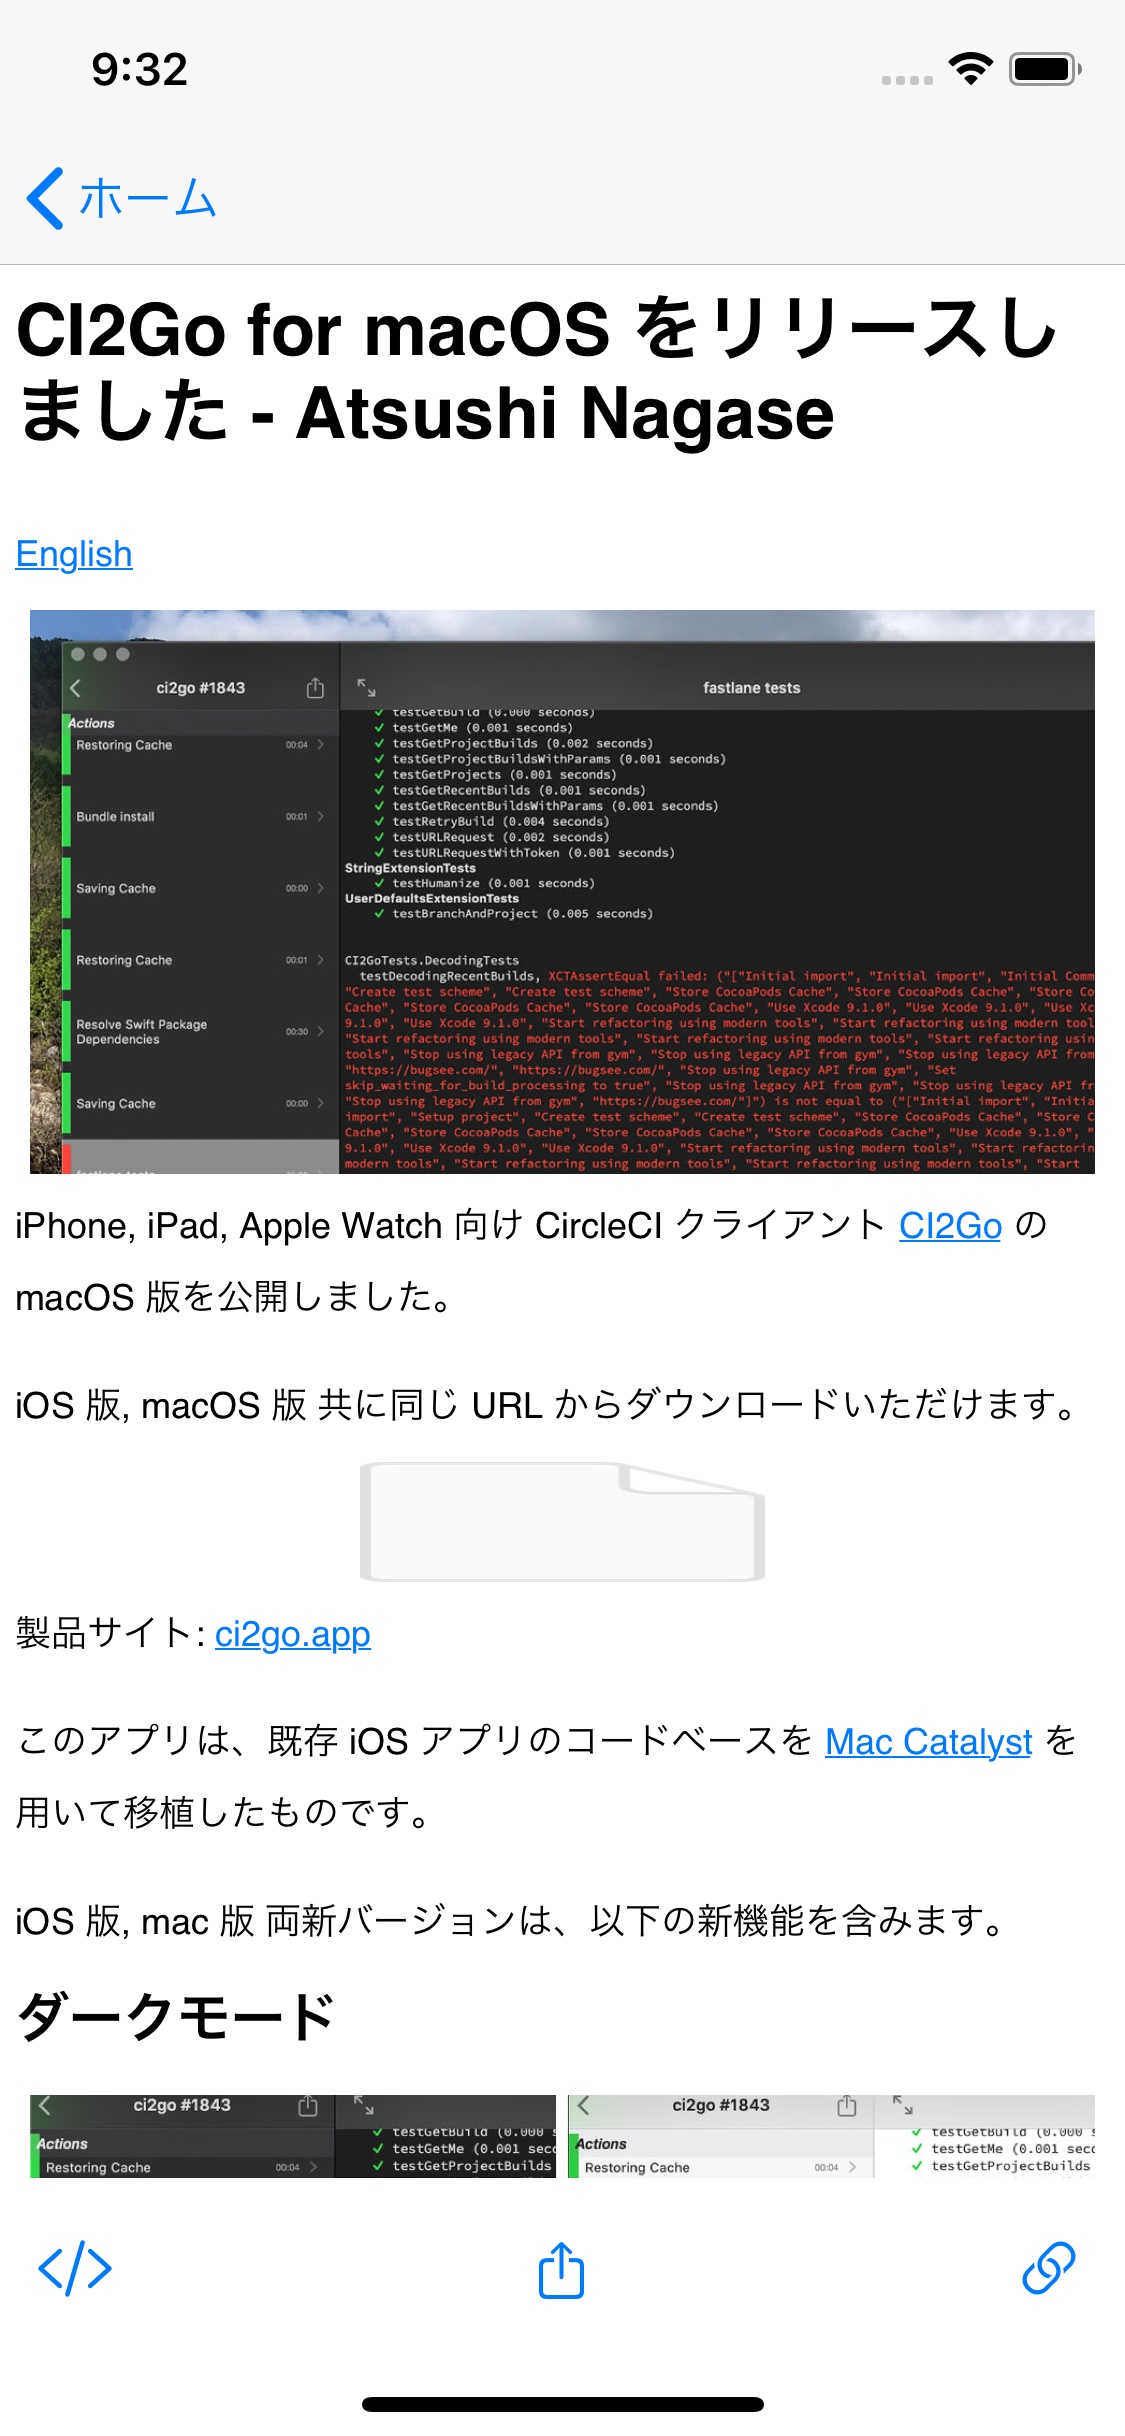 9:32
ホーム
CI2Go for macOS をリリースし
ました - Atsushi Nagase
English
ci2go #1843
fastlane tests
Actions
Restoring Cache 00:04
Bundle install 00:01
Saving Cache 00:00
Restoring Cache 00:01
Resolve Swift Package
Dependencies 00:30
Saving Cache 00:00
✓ testGetBuild (0.000 seconds)
✓ testGetMe (0.001 seconds)
✓ testGetProjectBuilds (0.002 seconds)
✓ testGetProjectBuildsWithParams (0.001 seconds)
✓ testGetProjects (0.001 seconds)
✓ testGetRecentBuilds (0.001 seconds)
✓ testGetRecentBuildsWithParams (0.001 seconds)
✓ testRetryBuild (0.004 seconds)
✓ testURLRequest (0.002 seconds)
✓ testURLRequestWithToken (0.001 seconds)
StringExtensionTests
✓ testHumanize (0.001 seconds)
UserDefaultsExtensionTests
✓ testBranchAndProject (0.005 seconds)
CI2GoTests.DecodingTests
testDecodingRecentBuilds, XCTAssertEqual failed: ("["Initial import", "Initial import", "Initial Comm
"Create test scheme", "Create test scheme", "Store CocoaPods Cache", "Store CocoaPods Cache", "Store Co
Cache", "Store CocoaPods Cache", "Store CocoaPods Cache", "Use Xcode 9.1.0", "Use Xcode 9.1.0", "Use Xc
9.1.0", "Use Xcode 9.1.0", "Start refactoring using modern tools", "Start refactoring using modern tool
"Start refactoring using modern tools", "Start refactoring using modern tools", "Start refactoring usin
tools", "Stop using legacy API from gym", "Stop using legacy API from gym", "Stop using legacy API from
"https://bugsee.com/", "https://bugsee.com/", "Stop using legacy API from gym", "Set
skip_waiting_for_build_processing to true", "Stop using legacy API from gym", "Stop using legacy API fr
"Stop using legacy API from gym", "https://bugsee.com/"]") is not equal to ("["Initial import", "Initia
import", "Setup project", "Create test scheme", "Create test scheme", "Store CocoaPods Cache", "Store C
Cache", "Store CocoaPods Cache", "Store CocoaPods Cache", "Store CocoaPods Cache", "Use Xcode 9.1.0", "
9.1.0", "Use Xcode 9.1.0", "Use Xcode 9.1.0", "Start refactoring using modern tools", "Start refactorin
modern tools", "Start refactoring using modern tools", "Start refactoring using modern tools", "Start
iPhone, iPad, Apple Watch 向け CircleCI クライアント CI2Go の
macOS 版を公開しました。
iOS 版, macOS 版 共に同じ URL からダウンロードいただけます。
製品サイト: ci2go.app
このアプリは、既存 iOS アプリのコードベースを Mac Catalyst を
用いて移植したものです。
iOS 版, mac 版 両新バージョンは、以下の新機能を含みます。
ダークモード
ci2go #1843
Actions
Restoring Cache 00:04
✓ testGetBuild (0.000 s
✓ testGetMe (0.001 sec
✓ testGetProjectBuilds
ci2go #1843
Actions
Restoring Cache 00:04
✓ testGetBuild (0.000 s
✓ testGetMe (0.001 sec
✓ testGetProjectBuilds